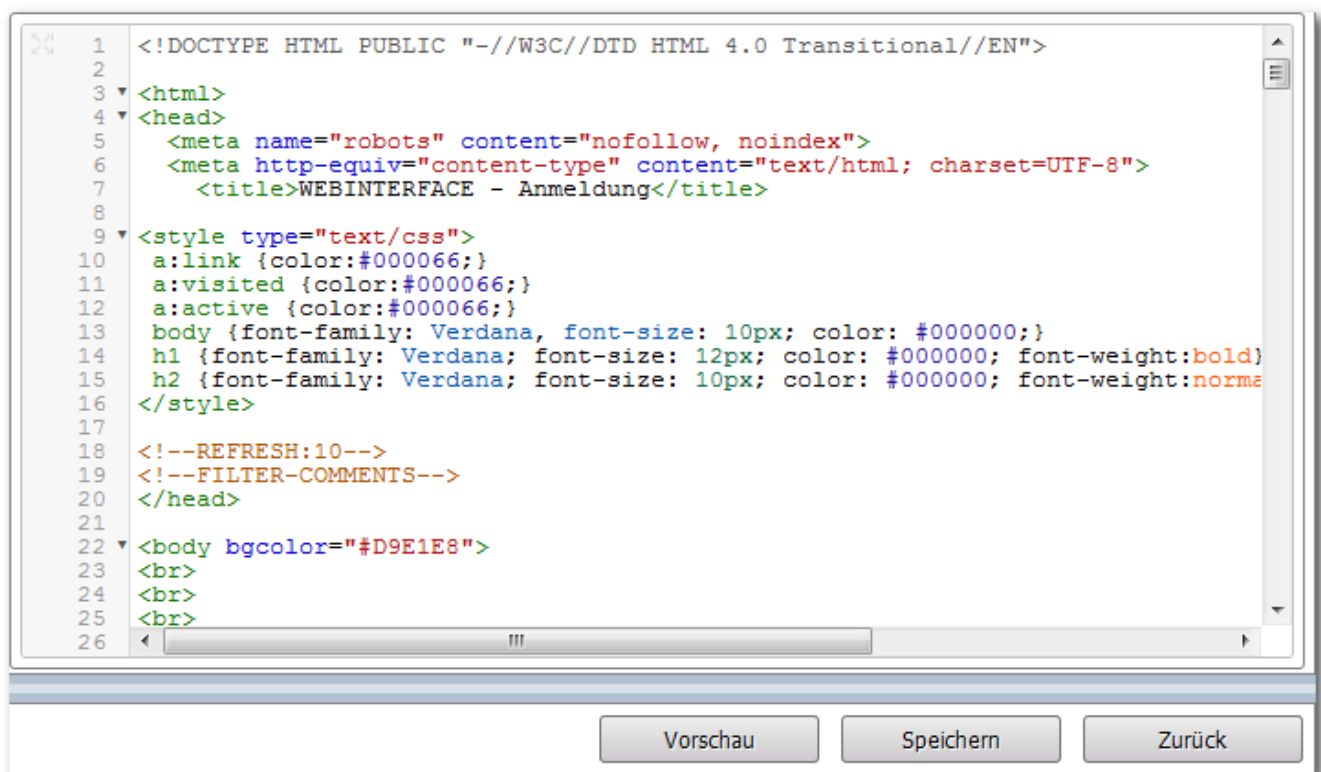 1 <!DOCTYPE HTML PUBLIC "-//W3C//DTD HTML 4.0 Transitional//EN">
2
3 <html>
4 <head>
5   <meta name="robots" content="nofollow, noindex">
6   <meta http-equiv="content-type" content="text/html; charset=UTF-8">
7     <title>WEBINTERFACE - Anmeldung</title>
8
9 <style type="text/css">
10  a:link {color:#000066;}
11  a:visited {color:#000066;}
12  a:active {color:#000066;}
13  body {font-family: Verdana, font-size: 10px; color: #000000;}
14  h1 {font-family: Verdana; font-size: 12px; color: #000000; font-weight:bold}
15  h2 {font-family: Verdana; font-size: 10px; color: #000000; font-weight:norma
16 </style>
17
18 <!--REFRESH:10-->
19 <!--FILTER-COMMENTS-->
20 </head>
21
22 <body bgcolor="#D9E1E8">
23 <br>
24 <br>
25 <br>
26
Vorschau Speichern Zurück